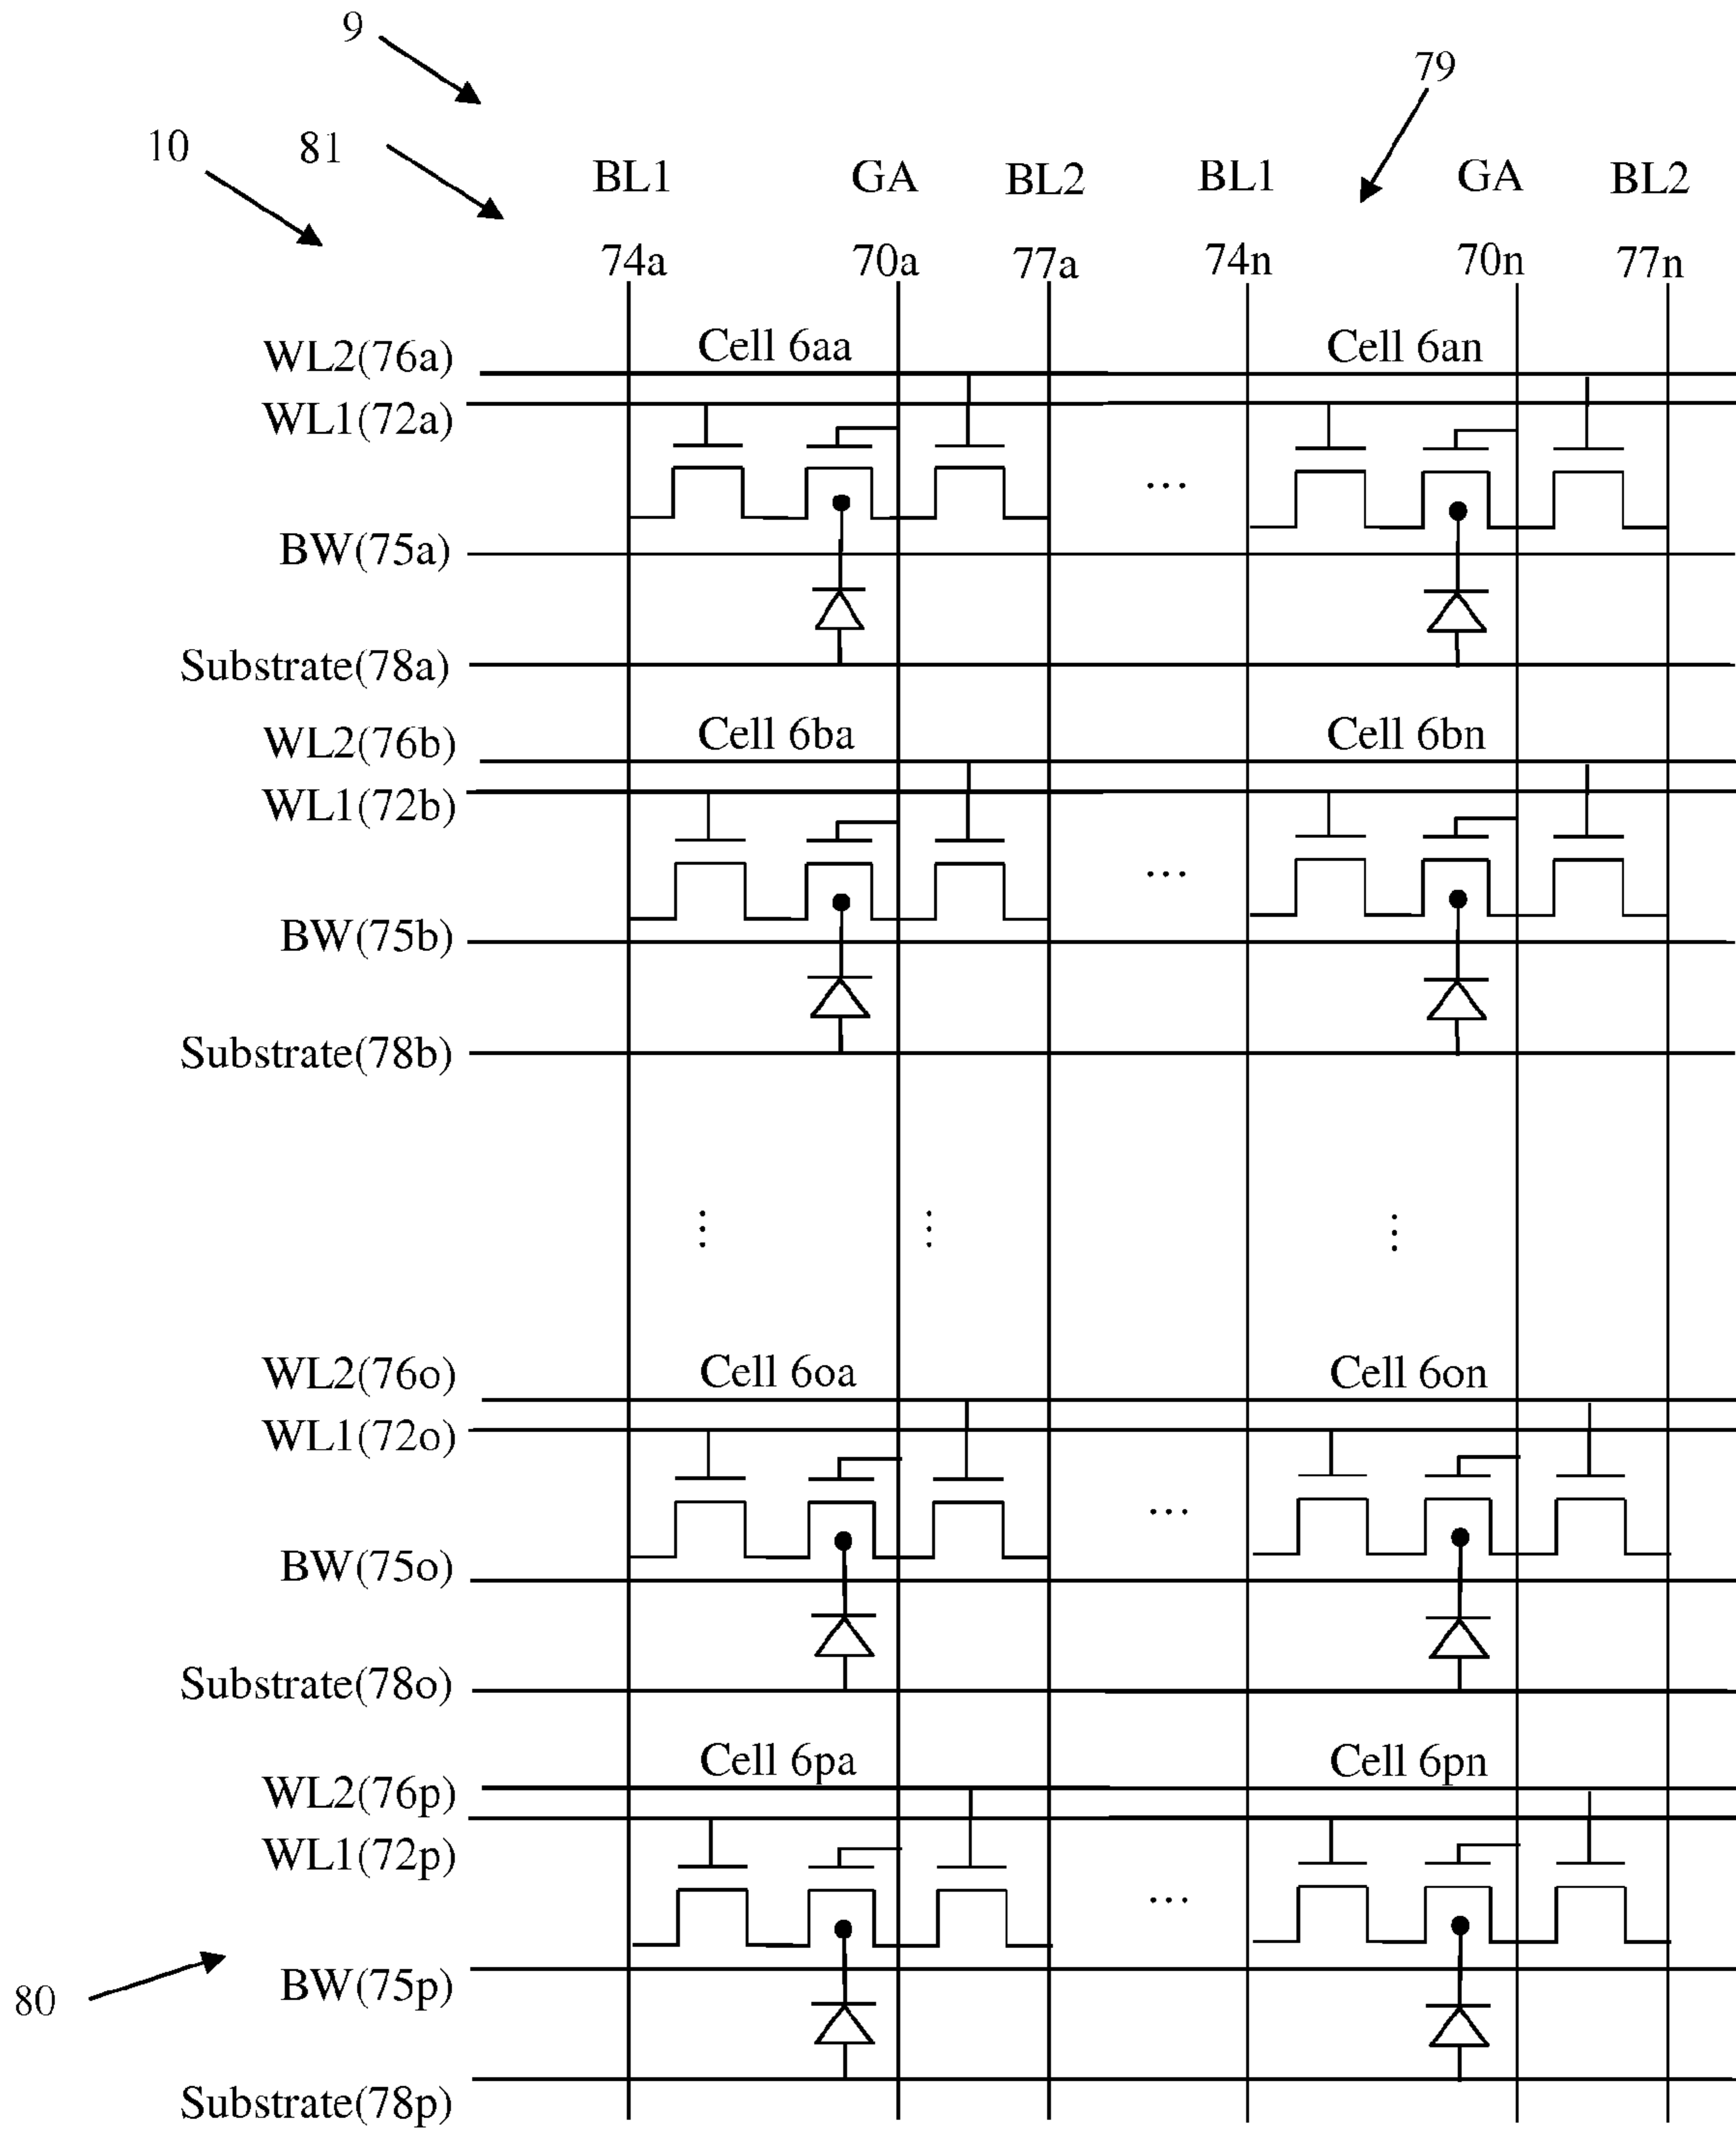 9
79
10
81
BL1 GA BL2 BL1 GA BL2
74a 70a 77a 74n 70n 77n
WL2(76a) Cell 6aa Cell 6an
WL1(72a)
...
BW(75a)
Substrate(78a)
WL2(76b) Cell 6ba Cell 6bn
WL1(72b)
...
BW(75b)
Substrate(78b)
WL2(76o) Cell 6oa Cell 6on
WL1(72o)
...
BW(75o)
Substrate(78o)
Cell 6pa Cell 6pn
WL2(76p)
WL1(72p)
...
BW(75p)
80
Substrate(78p)